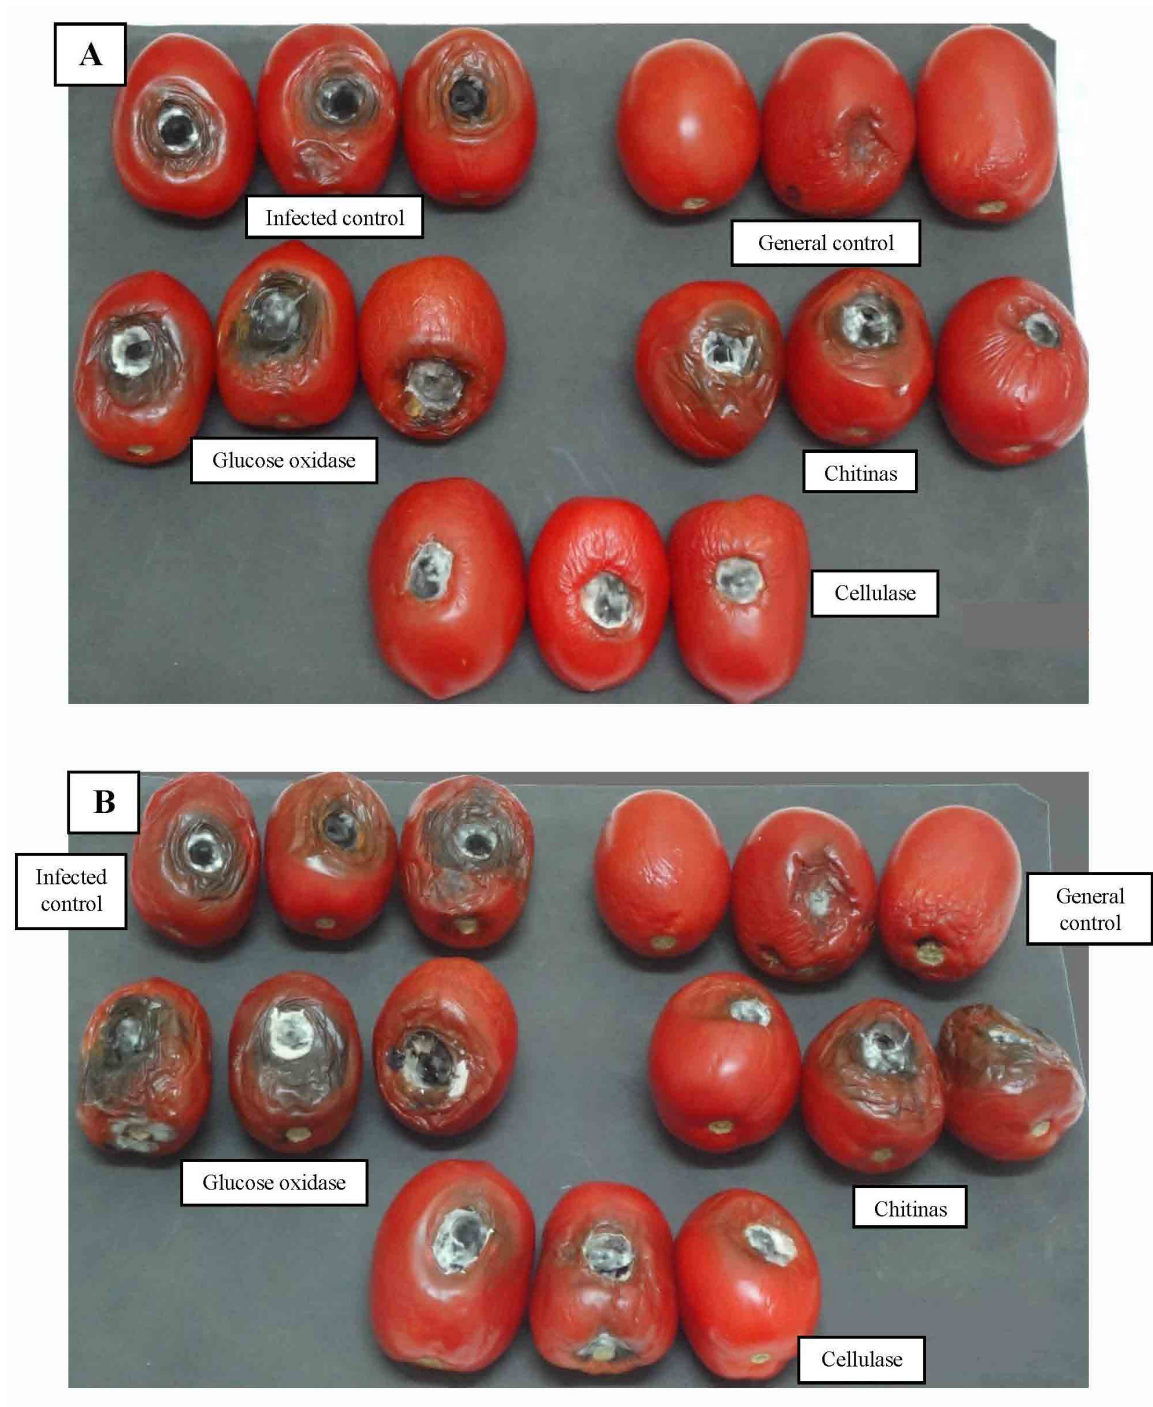 A
Infected control
General control
Glucose oxidase
Chitinas
Cellulase
B
Infected
control
General
control
Glucose oxidase
Chitinas
Cellulase